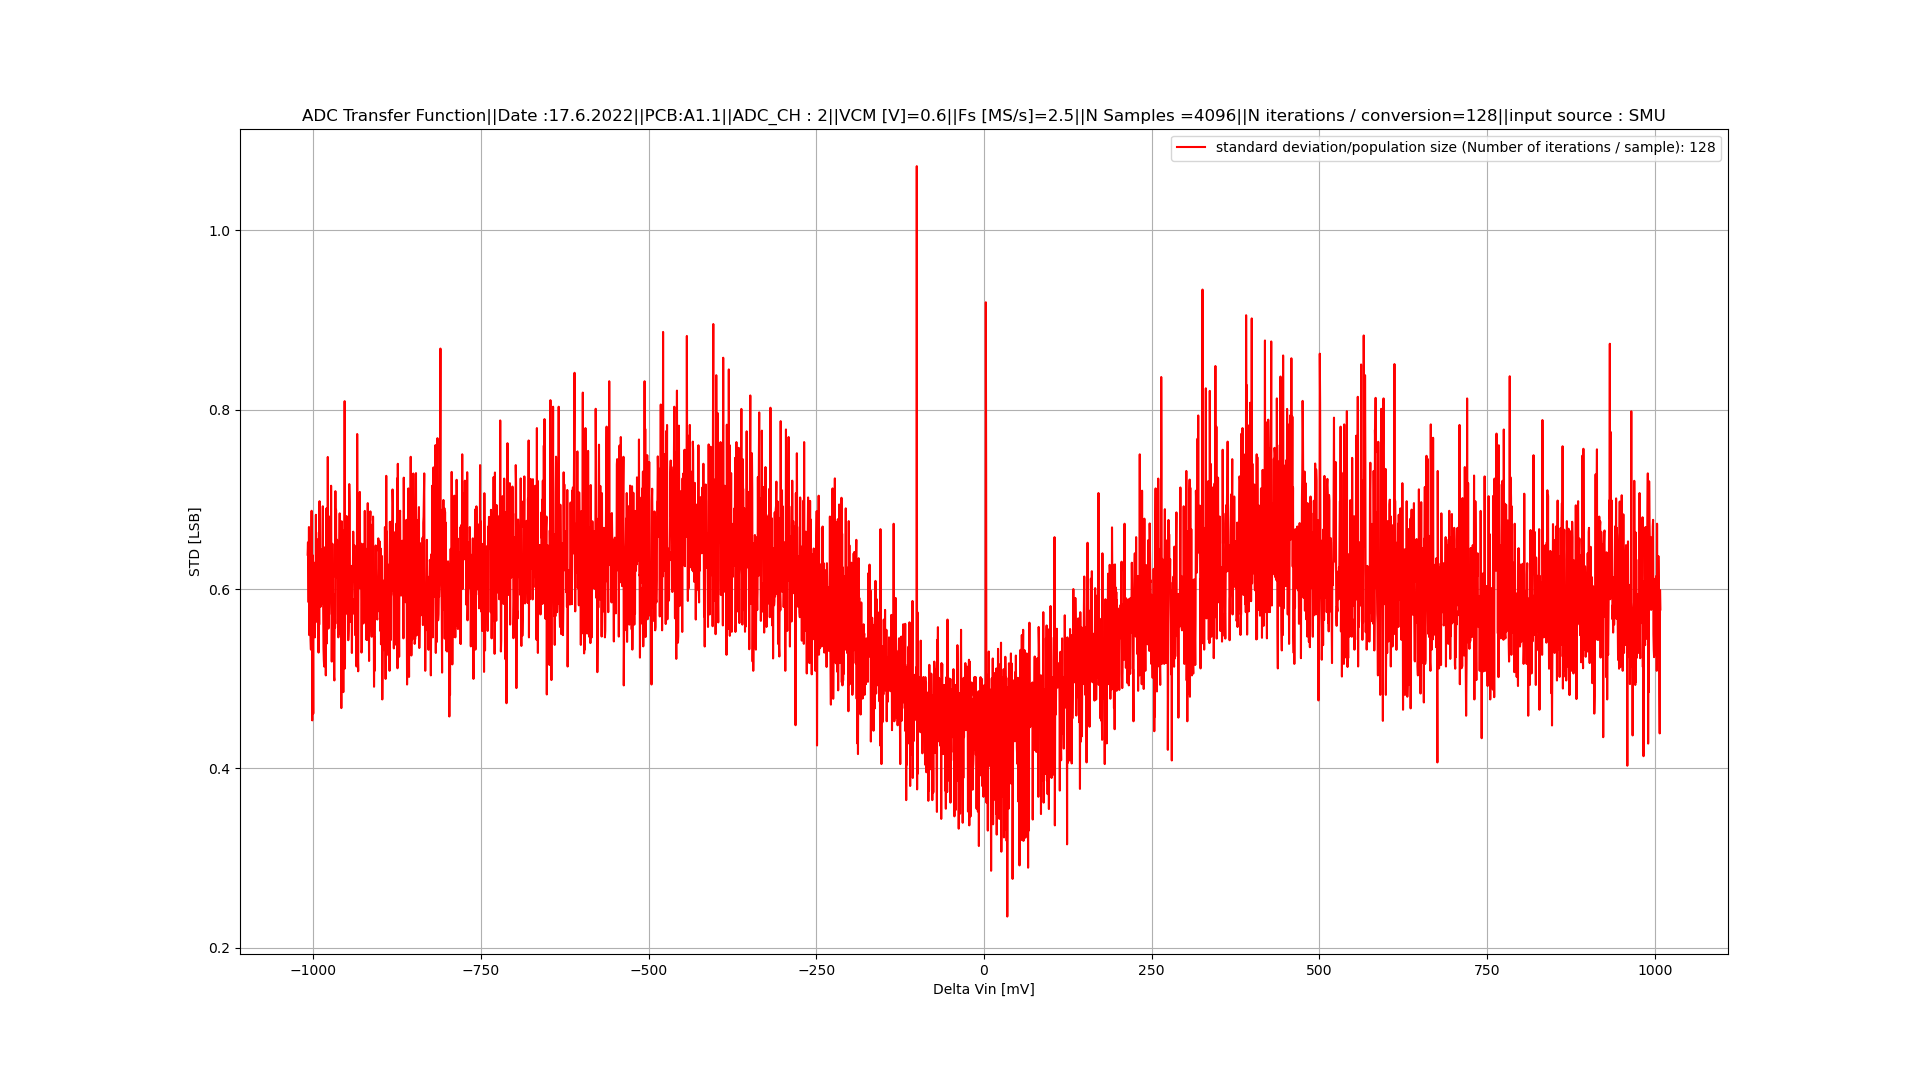 ADC Transfer Function||Date :17.6.2022||PCB:A1.1||ADC_CH : 2||VCM [V]=0.6||Fs [MS/s]=2.5||N Samples =4096||N iterations / conversion=128||input source : SMU
standard deviation/population size (Number of iterations / sample): 128
1.0
0.8
0.6
0.4
0.2
STD [LSB]
−1000 −750 −500 −250 0 250 500 750 1000
Delta Vin [mV]